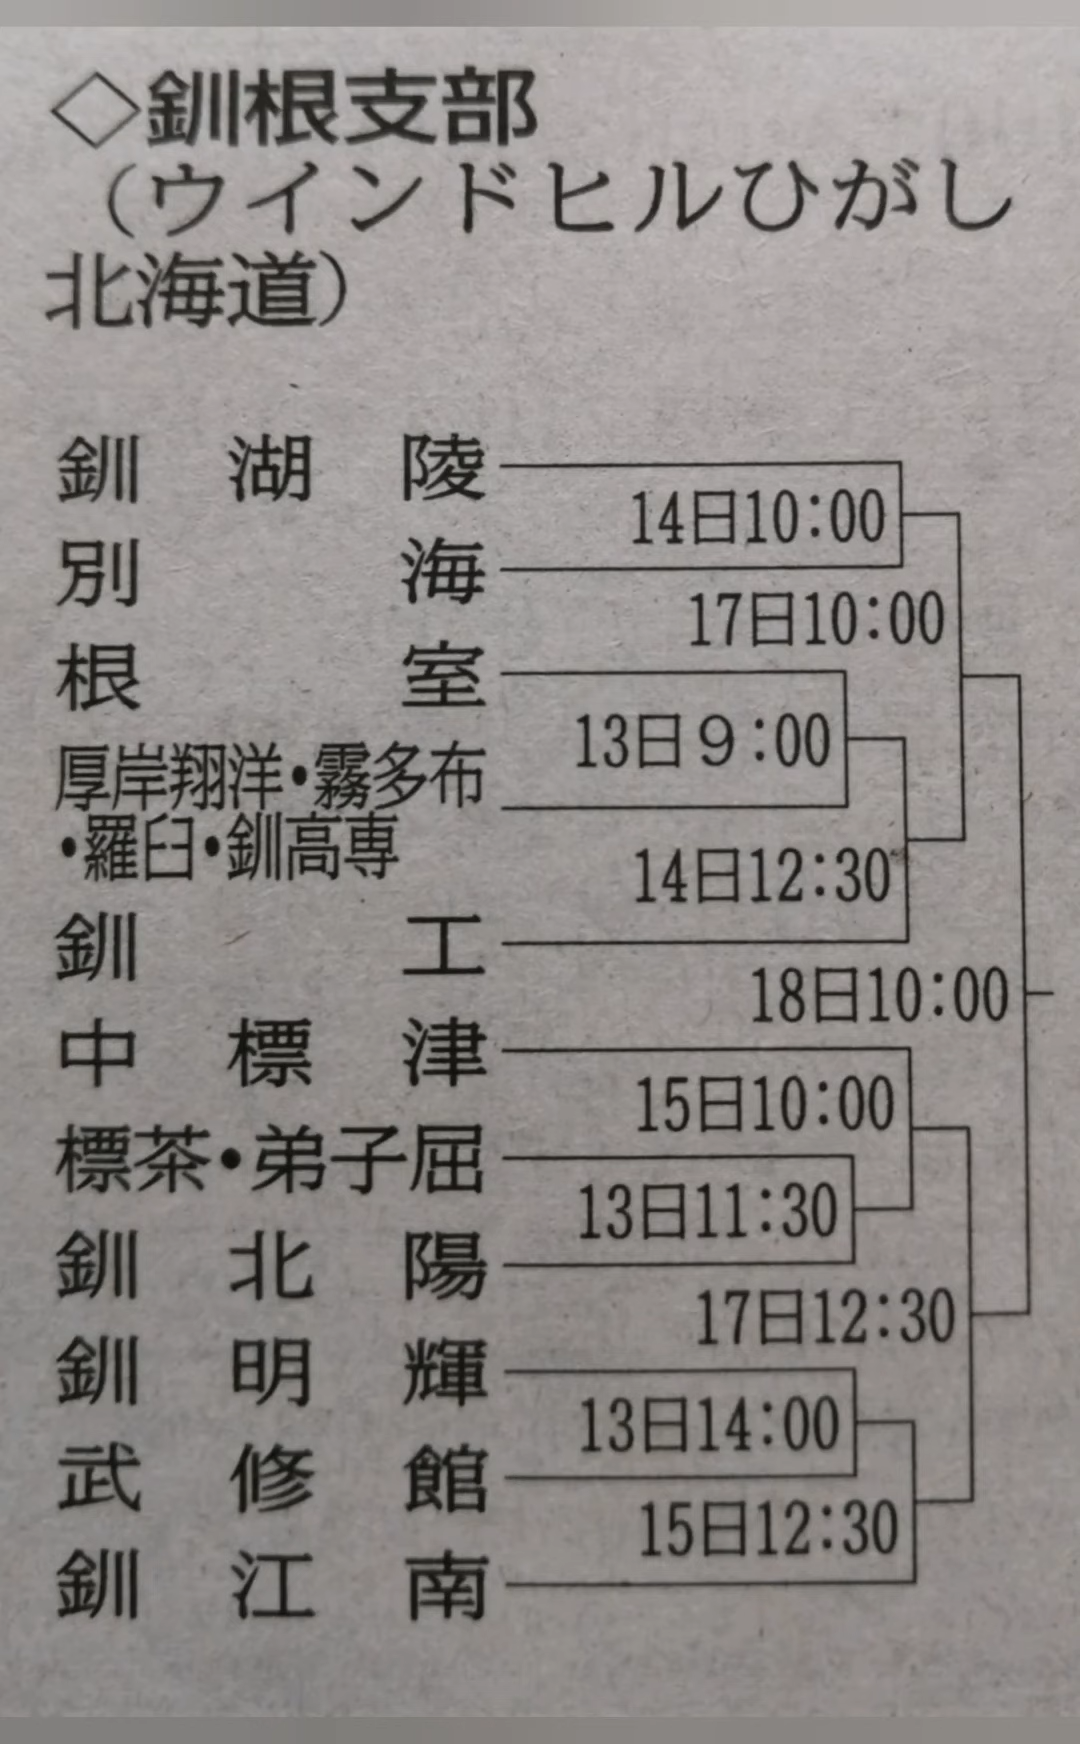 ◇釧根支部
（ウインドヒルひがし
北海道）
釧湖陵
14日10:00
別海
17日10:00
根室
13日9:00
厚岸翔洋・霧多布
・羅臼・釧高専
14日12:30
釧工
18日10:00
中標津
15日10:00
標茶・弟子屈
13日11:30
釧北陽
17日12:30
釧明輝
13日14:00
武修館
15日12:30
釧江南